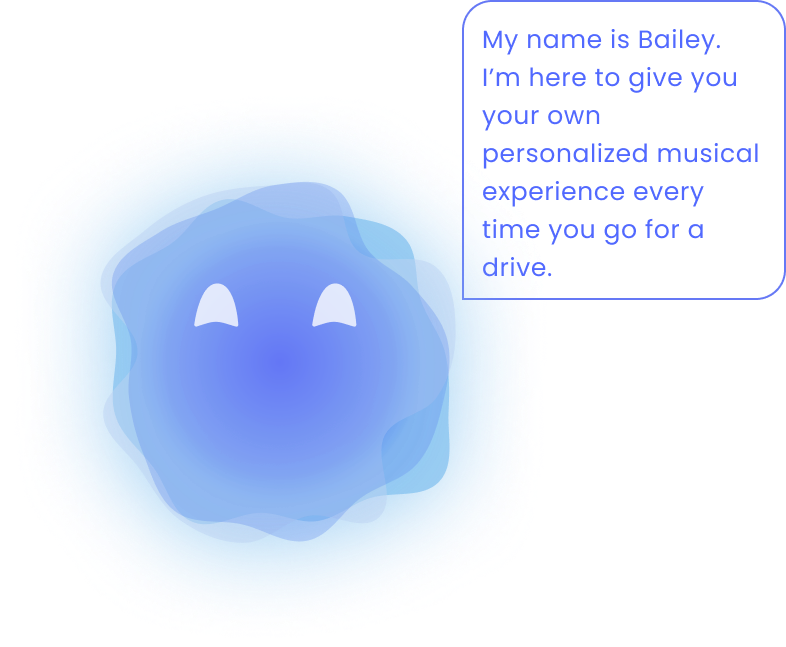 My name is Bailey.
I’m here to give you
your own
personalized musical
experience every
time you go for a
drive.